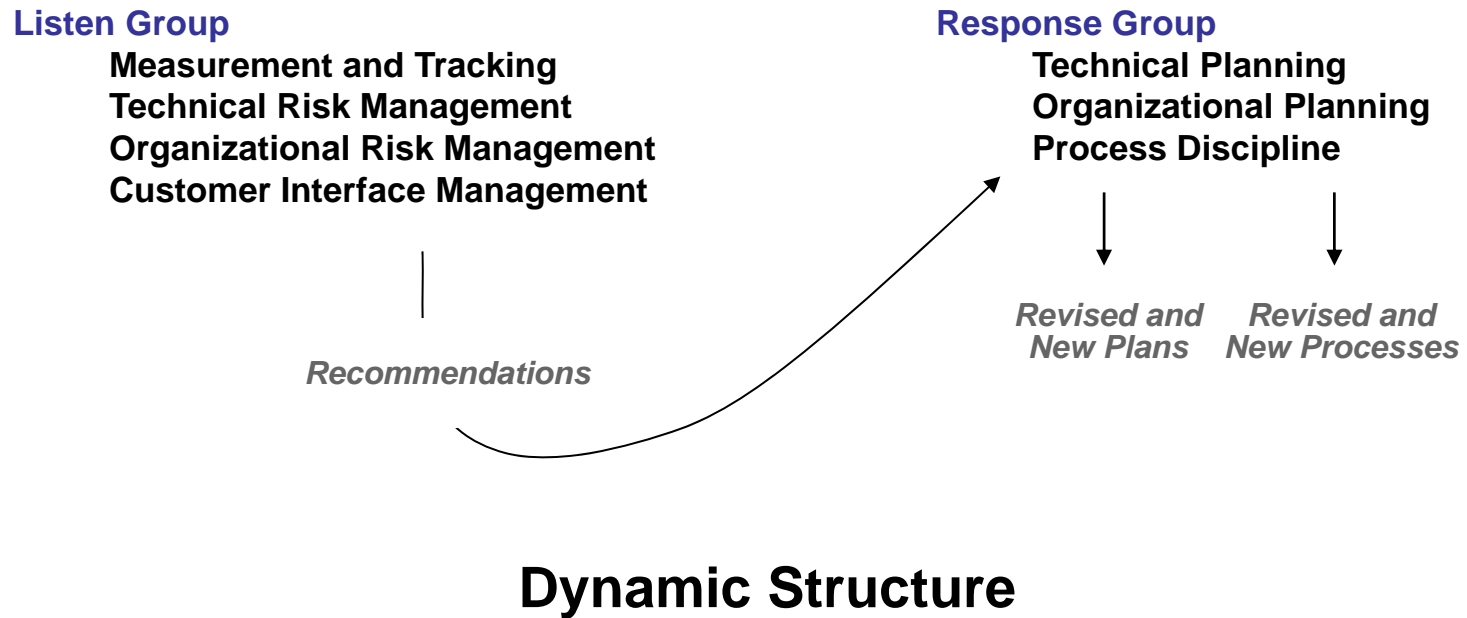 Listen Group
Measurement and Tracking
Technical Risk Management
Organizational Risk Management
Customer Interface Management
Recommendations
Response Group
Technical Planning
Organizational Planning
Process Discipline
Revised and
New Plans
Revised and
New Processes
Dynamic Structure